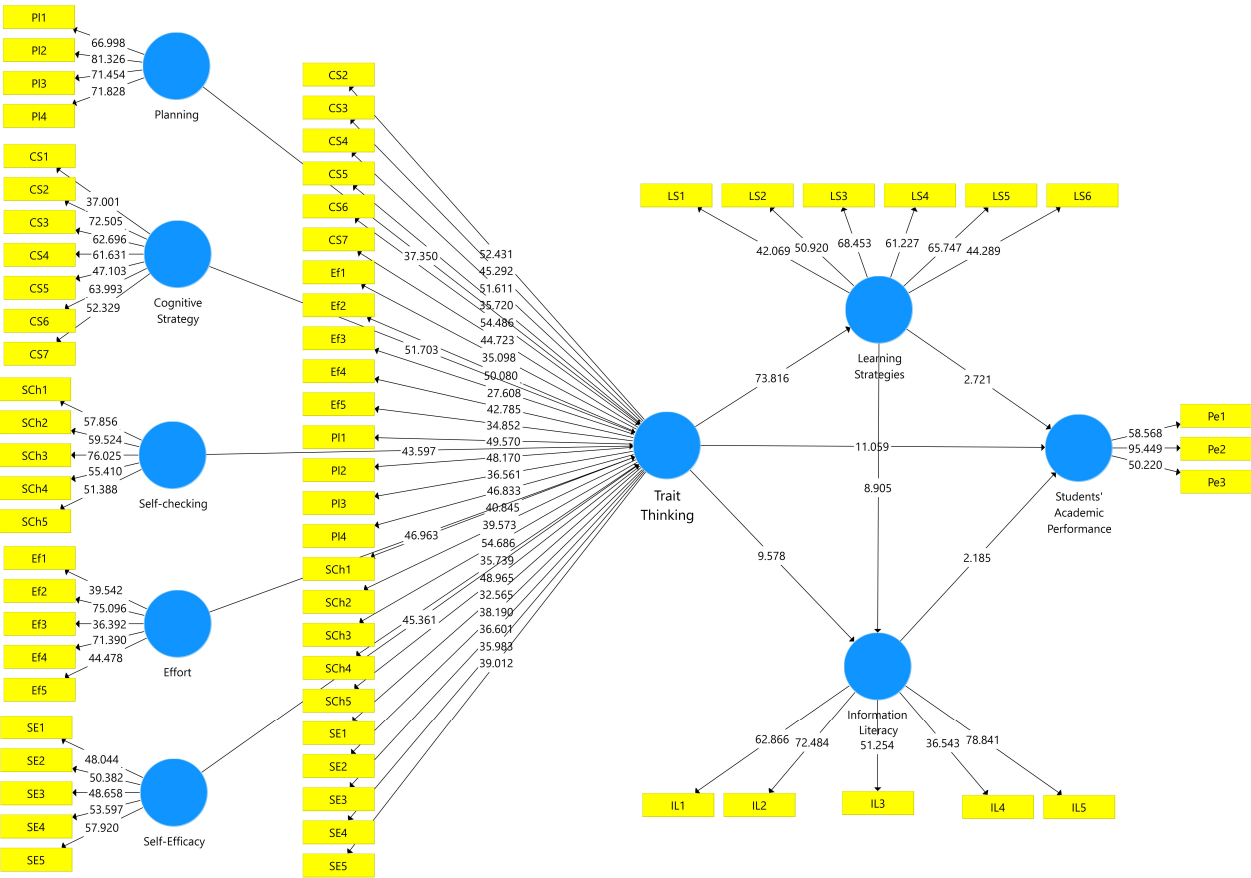 Pl1
Pl2
Pl3
Pl4
66.998
81.326
71.454
71.828
Planning
CS1
CS2
CS3
CS4
CS5
CS6
CS7
37.001
72.505
62.696
61.631
47.103
63.993
52.329
Cognitive
Strategy
SCh1
SCh2
SCh3
SCh4
SCh5
57.856
59.524
76.025
55.410
51.388
Self-checking
Ef1
Ef2
Ef3
Ef4
Ef5
39.542
75.096
36.392
71.390
44.478
Effort
SE1
SE2
SE3
SE4
SE5
48.044
50.382
48.658
53.597
57.920
Self-Efficacy
CS2
CS3
CS4
CS5
CS6
CS7
Ef1
Ef2
Ef3
Ef4
Ef5
Pl1
Pl2
Pl3
Pl4
SCh1
SCh2
SCh3
SCh4
SCh5
SE1
SE2
SE3
SE4
SE5
37.350
51.703
43.597
46.963
45.361
52.431
45.292
51.611
35.720
54.486
44.723
35.098
50.080
27.608
42.785
34.852
49.570
48.170
36.561
46.833
40.845
39.573
54.686
35.739
48.965
32.565
38.190
36.601
35.983
39.012
Trait
Thinking
LS1
LS2
LS3
LS4
LS5
LS6
42.069
50.920
68.453
61.227
65.747
44.289
Learning
Strategies
73.816
2.721
11.059
8.905
9.578
2.185
Pe1
Pe2
Pe3
58.568
95.449
50.220
Students'
Academic
Performance
Information
Literacy
62.866
72.484
51.254
36.543
78.841
IL1
IL2
IL3
IL4
IL5